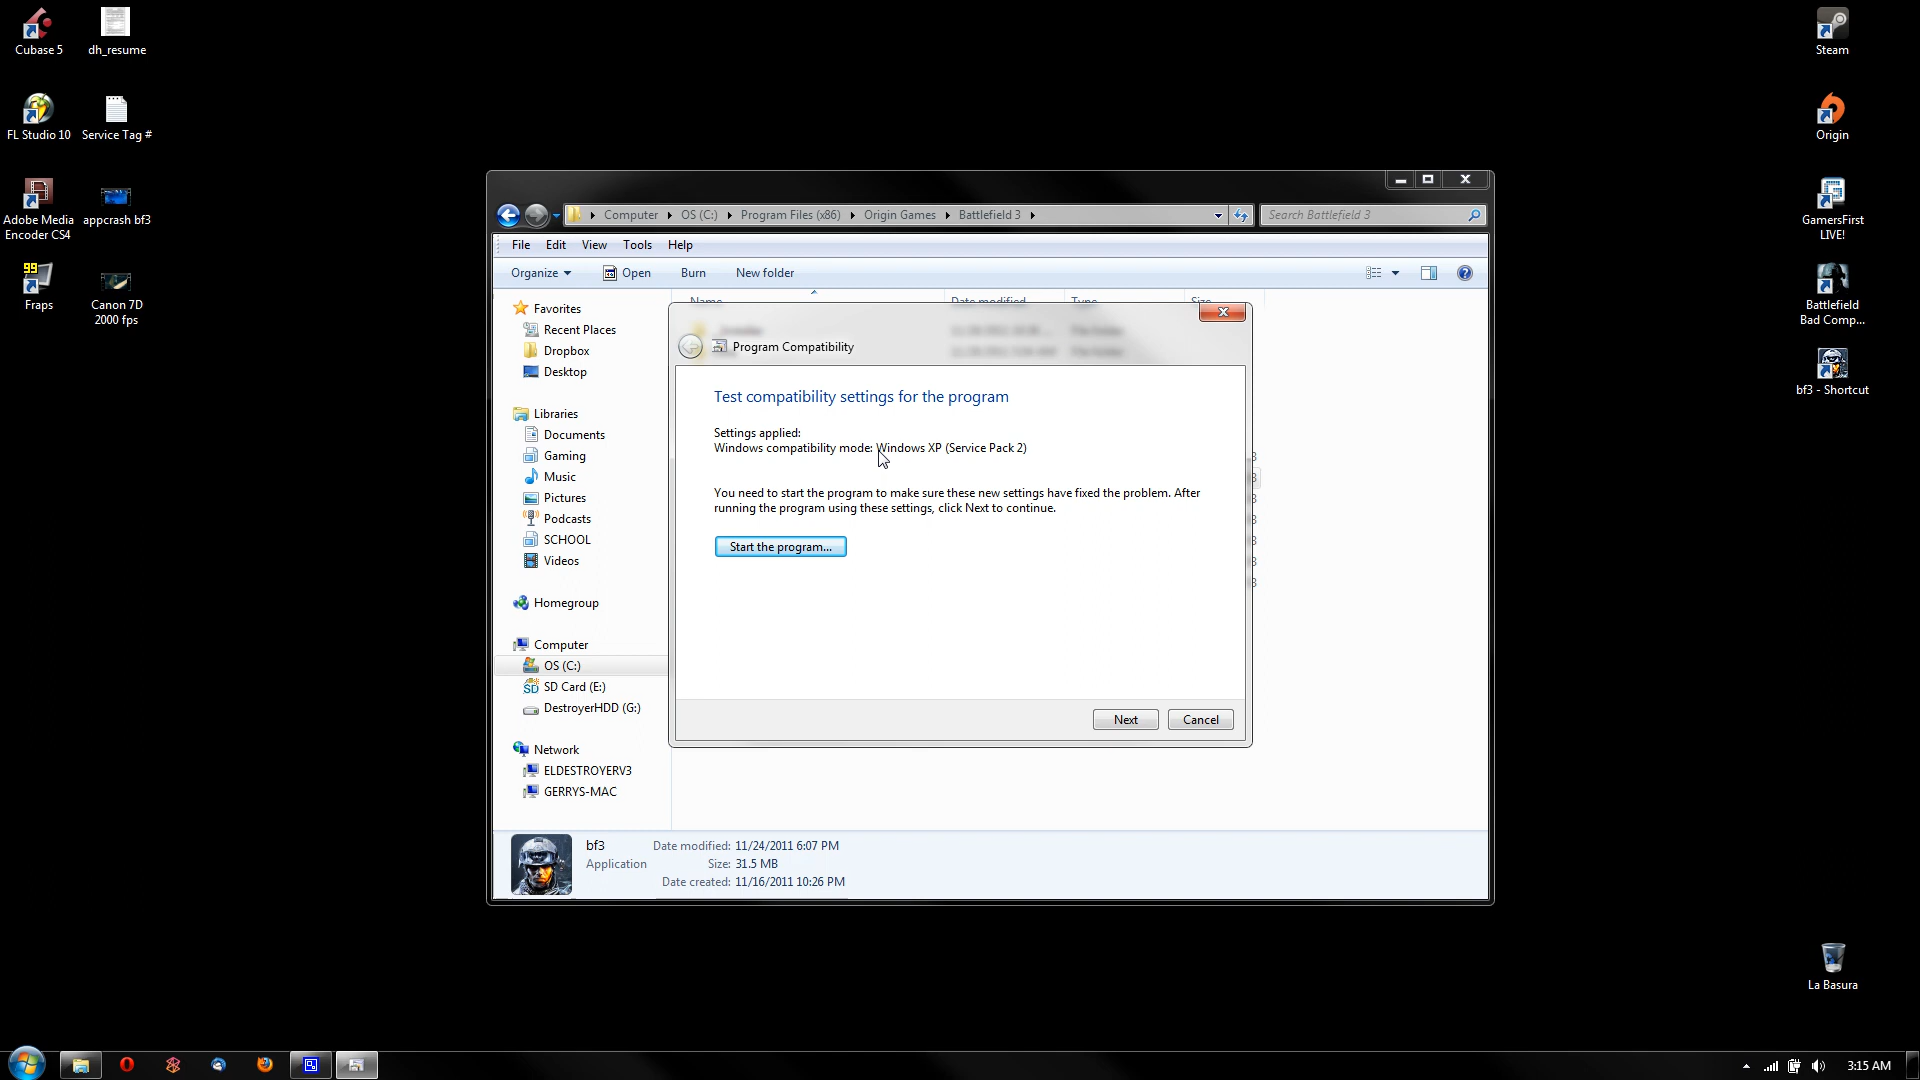 Cubase 5
dh_resume
FL Studio 10
Service Tag #
Adobe Media
Encoder CS4
appcrash bf3
99
Fraps
Canon 7D
2000 fps
Steam
Origin
GamersFirst
LIVE!
Battlefield
Bad Comp...
bf3 - Shortcut
La Basura
Computer
OS (C:)
Program Files (x86)
Origin Games
Battlefield 3
Search Battlefield 3
File
Edit
View
Tools
Help
Organize
Open
Burn
New folder
Name
Date modified
Type
Size
Favorites
Recent Places
Dropbox
Desktop
Libraries
Documents
Gaming
Music
Pictures
Podcasts
SCHOOL
Videos
Homegroup
Computer
OS (C:)
SD Card (E:)
DestroyerHDD (G:)
Network
ELDESTROYERV3
GERRYS-MAC
Program Compatibility
Test compatibility settings for the program
Settings applied:
Windows compatibility mode: Windows XP (Service Pack 2)
You need to start the program to make sure these new settings have fixed the problem. After
running the program using these settings, click Next to continue.
Start the program...
Next
Cancel
bf3
Application
Date modified: 11/24/2011 6:07 PM
Size: 31.5 MB
Date created: 11/16/2011 10:26 PM
3:15 AM